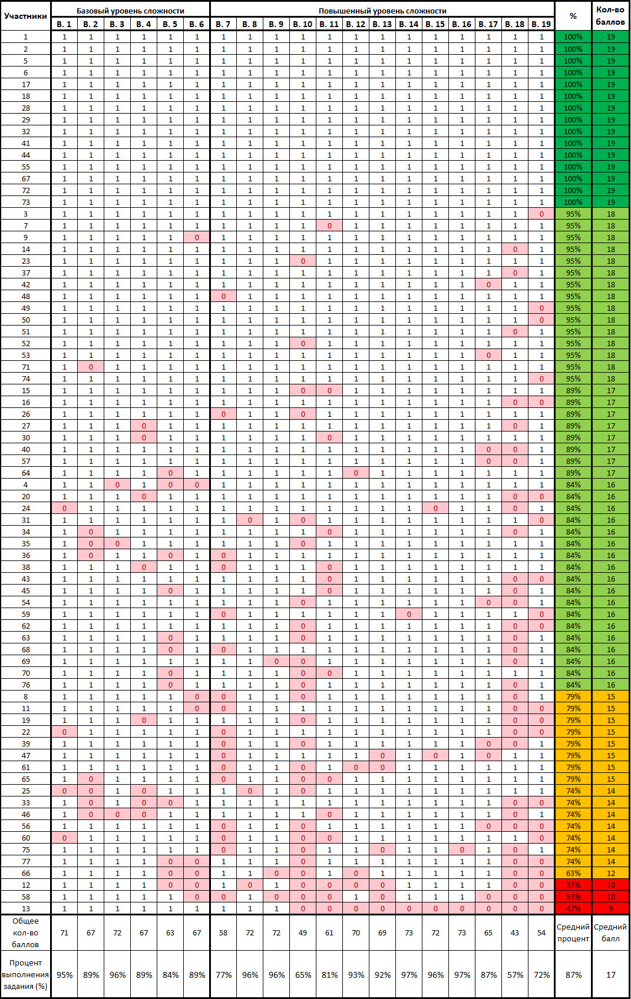 Участники Базовый уровень сложности Повышенный уровень сложности % Кол-во баллов
В. 1 В. 2 В. 3 В. 4 В. 5 В. 6 В. 7 В. 8 В. 9 В. 10 В. 11 В. 12 В. 13 В. 14 В. 15 В. 16 В. 17 В. 18 В. 19
1 1 1 1 1 1 1 1 1 1 1 1 1 1 1 1 1 1 1 1 100% 19
2 1 1 1 1 1 1 1 1 1 1 1 1 1 1 1 1 1 1 1 100% 19
5 1 1 1 1 1 1 1 1 1 1 1 1 1 1 1 1 1 1 1 100% 19
6 1 1 1 1 1 1 1 1 1 1 1 1 1 1 1 1 1 1 1 100% 19
17 1 1 1 1 1 1 1 1 1 1 1 1 1 1 1 1 1 1 1 100% 19
18 1 1 1 1 1 1 1 1 1 1 1 1 1 1 1 1 1 1 1 100% 19
28 1 1 1 1 1 1 1 1 1 1 1 1 1 1 1 1 1 1 1 100% 19
29 1 1 1 1 1 1 1 1 1 1 1 1 1 1 1 1 1 1 1 100% 19
32 1 1 1 1 1 1 1 1 1 1 1 1 1 1 1 1 1 1 1 100% 19
41 1 1 1 1 1 1 1 1 1 1 1 1 1 1 1 1 1 1 1 100% 19
44 1 1 1 1 1 1 1 1 1 1 1 1 1 1 1 1 1 1 1 100% 19
55 1 1 1 1 1 1 1 1 1 1 1 1 1 1 1 1 1 1 1 100% 19
67 1 1 1 1 1 1 1 1 1 1 1 1 1 1 1 1 1 1 1 100% 19
72 1 1 1 1 1 1 1 1 1 1 1 1 1 1 1 1 1 1 1 100% 19
73 1 1 1 1 1 1 1 1 1 1 1 1 1 1 1 1 1 1 1 100% 19
3 1 1 1 1 1 1 1 1 1 1 1 1 1 1 1 1 1 1 0 95% 18
7 1 1 1 1 1 1 1 1 1 1 0 1 1 1 1 1 1 1 1 95% 18
9 1 1 1 1 1 0 1 1 1 1 1 1 1 1 1 1 1 1 1 95% 18
14 1 1 1 1 1 1 1 1 1 1 1 1 1 1 1 1 1 0 1 95% 18
23 1 1 1 1 1 1 1 1 1 0 1 1 1 1 1 1 1 1 1 95% 18
37 1 1 1 1 1 1 1 1 1 1 1 1 1 1 1 1 1 0 1 95% 18
42 1 1 1 1 1 1 1 1 1 1 1 1 1 1 1 1 0 1 1 95% 18
48 1 1 1 1 1 1 0 1 1 1 1 1 1 1 1 1 1 1 1 95% 18
49 1 1 1 1 1 1 1 1 1 1 1 1 1 1 1 1 1 1 0 95% 18
50 1 1 1 1 1 1 1 1 1 1 1 1 1 1 1 1 1 1 0 95% 18
51 1 1 1 1 1 1 1 1 1 1 1 1 1 1 1 1 1 0 1 95% 18
52 1 1 1 1 1 1 1 1 1 0 1 1 1 1 1 1 1 1 1 95% 18
53 1 1 1 1 1 1 1 1 1 1 1 1 1 1 1 1 0 1 1 95% 18
71 1 0 1 1 1 1 1 1 1 1 1 1 1 1 1 1 1 1 1 95% 18
74 1 1 1 1 1 1 1 1 1 1 1 1 1 1 1 1 1 1 0 95% 18
15 1 1 1 1 1 1 1 1 1 0 0 1 1 1 1 1 1 1 1 89% 17
16 1 1 1 1 1 1 1 1 1 1 1 1 1 1 1 1 1 0 0 89% 17
26 1 1 1 1 1 1 0 1 1 0 1 1 1 1 1 1 1 1 1 89% 17
27 1 1 1 0 1 1 1 1 1 1 1 1 1 1 1 1 1 0 1 89% 17
30 1 1 1 0 1 1 1 1 1 1 0 1 1 1 1 1 1 1 1 89% 17
40 1 1 1 1 1 1 1 1 1 1 1 1 1 1 1 1 0 0 1 89% 17
57 1 1 1 1 1 1 1 1 1 1 1 1 1 1 1 1 0 0 1 89% 17
64 1 1 1 1 0 1 1 1 1 1 1 0 1 1 1 1 1 1 1 89% 17
4 1 1 0 1 0 0 1 1 1 1 1 1 1 1 1 1 1 1 1 84% 16
20 1 1 1 0 1 1 1 1 1 1 1 1 1 1 1 1 1 0 0 84% 16
24 0 1 1 1 1 1 1 1 1 1 1 1 1 1 0 1 1 0 1 84% 16
31 1 1 1 1 1 1 1 0 1 0 1 1 1 1 1 1 1 1 0 84% 16
34 1 0 1 1 1 1 1 1 1 1 0 1 1 1 1 1 1 0 1 84% 16
35 1 0 0 1 1 1 1 1 1 0 1 1 1 1 1 1 1 1 1 84% 16
36 1 0 1 1 0 1 0 1 1 1 1 1 1 1 1 1 1 1 1 84% 16
38 1 1 1 0 1 1 0 1 1 1 0 1 1 1 1 1 1 1 1 84% 16
43 1 1 1 1 1 1 1 1 1 1 0 1 1 1 1 1 1 0 0 84% 16
45 1 1 1 1 0 1 1 1 1 1 0 1 1 1 1 1 1 0 1 84% 16
54 1 1 1 1 1 1 1 1 1 0 1 1 1 1 1 1 0 0 1 84% 16
59 1 1 1 1 1 1 0 1 1 1 1 1 1 0 1 1 1 1 0 84% 16
62 1 1 1 1 1 1 1 1 1 0 1 1 1 1 1 1 1 0 0 84% 16
63 1 1 1 1 0 1 1 1 1 0 1 1 1 1 1 1 1 0 1 84% 16
68 1 1 1 1 0 1 0 1 1 1 1 1 1 1 1 1 1 0 1 84% 16
69 1 1 1 1 1 1 1 1 0 0 1 1 1 1 1 1 1 0 1 84% 16
70 1 1 1 1 0 1 1 1 1 0 0 1 1 1 1 1 1 1 1 84% 16
76 1 1 1 1 0 1 1 1 1 0 1 1 1 1 1 1 1 0 1 84% 16
8 1 1 1 1 1 0 0 1 1 0 1 1 1 1 1 1 1 0 1 79% 15
11 1 1 1 1 1 0 0 1 1 1 1 1 1 1 1 1 1 0 0 79% 15
19 1 1 1 0 1 1 1 1 1 0 1 1 1 1 1 1 1 0 0 79% 15
22 0 1 1 1 1 1 0 1 1 1 1 1 1 1 1 1 1 0 0 79% 15
39 1 1 1 1 1 1 0 1 1 0 1 1 1 1 1 1 0 0 1 79% 15
47 1 1 1 1 1 1 0 1 1 1 1 1 0 1 0 1 0 1 1 79% 15
61 1 1 1 1 1 1 0 1 1 0 1 0 0 1 1 1 1 1 1 79% 15
65 1 0 1 1 1 1 0 1 1 0 0 1 1 1 1 1 1 1 1 79% 15
25 0 0 1 0 1 1 1 0 1 0 1 1 1 1 1 1 1 1 1 74% 14
33 1 0 1 0 0 1 1 1 1 1 1 1 1 1 1 1 1 0 0 74% 14
46 1 0 0 0 1 1 1 1 1 1 0 1 1 1 1 1 1 0 1 74% 14
56 1 1 1 1 1 1 0 1 1 0 1 1 1 1 1 1 0 0 0 74% 14
60 0 1 1 1 1 1 0 1 1 0 0 1 1 1 1 1 1 1 0 74% 14
75 1 1 1 1 1 1 0 1 1 0 1 1 0 1 1 0 1 0 1 74% 14
77 1 1 1 1 0 0 1 1 1 0 1 1 1 1 1 1 1 0 0 74% 14
66 1 1 1 1 0 0 1 1 0 0 1 0 1 1 1 1 1 0 0 63% 12
12 1 1 1 1 0 0 1 0 1 0 0 0 0 1 1 1 1 0 0 53% 10
58 1 1 1 1 1 0 0 1 0 0 0 1 0 1 1 1 0 0 0 53% 10
13 1 1 1 1 1 1 1 1 1 0 0 0 0 0 0 0 0 0 0 47% 9
Общее кол-во баллов 71 67 72 67 63 67 58 72 72 49 61 70 69 73 72 73 65 43 54 Средний процент Средний балл
Процент выполнения задания (%) 95% 89% 96% 89% 84% 89% 77% 96% 96% 65% 81% 93% 92% 97% 96% 97% 87% 57% 72% 87% 17